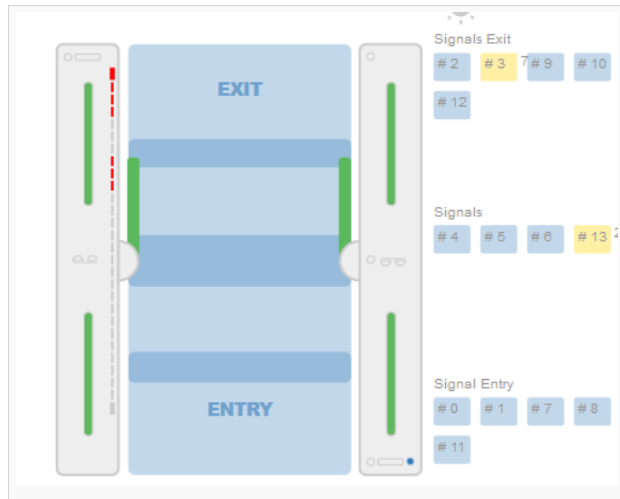 Signals Exit
# 2 # 3 7 # 9 # 10
# 12
EXIT
Signals
# 4 # 5 # 6 # 13 2
Signal Entry
ENTRY
# 0 # 1 # 7 # 8
# 11